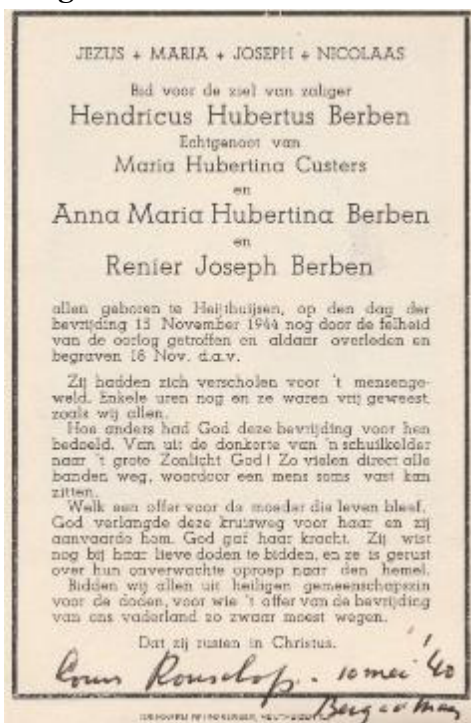 JEZUS + MARIA + JOSEPH + NICOLAAS
Bid voor de ziel van zaliger
Hendricus Hubertus Berben
Echtgenoot van
Maria Hubertina Custers
en
Anna Maria Hubertina Berben
en
Renier Joseph Berben
allen geboren te Heijthuijsen, op den dag der
bevrijding 15 November 1944 nog door de felheid
van de oorlog getroffen en aldaar overleden en
begraven 18 Nov. d.a.v.
Zij hadden zich verscholen voor 't mensenge-
weld. Enkele uren nog en ze waren vrij geweest
zoals wij allen.
Hoe anders had God deze bevrijding voor hen
bedoeld. Van uit de donkerte van 'n schuilkelder
naar 't grote Zonlicht God! Zo vielen direct alle
banden weg, waardoor een mens soms vast kan
zitten.
Welk een offer voor de moeder die leven bleef.
God verlangde deze kruisweg voor haar en zij
aanvaarde hem. God gaf haar kracht. Zij wist
nog bij haar lieve doden te bidden, en ze is gerust
over hun onverwachte oproep naar den hemel.
Bidden wij allen uit heiligen gemeenschapszin
voor de doden, voor wie 't offer van de bevrijding
van ons vaderland zo zwaar moest wegen.
Dat zij rusten in Christus.
10 mei '40